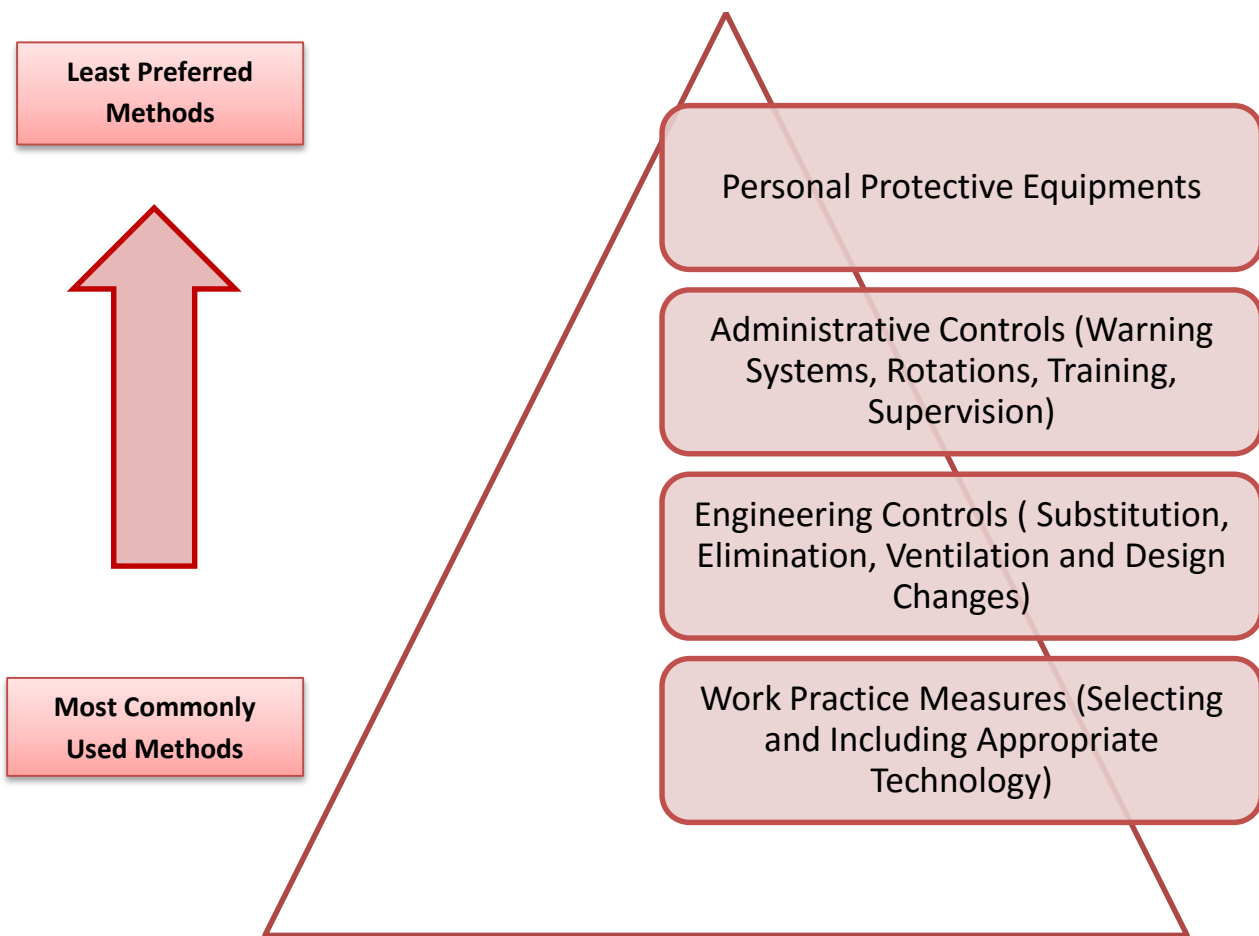 Least Preferred
Methods
Personal Protective Equipments
Administrative Controls (Warning
Systems, Rotations, Training,
Supervision)
Engineering Controls ( Substitution,
Elimination, Ventilation and Design
Changes)
Most Commonly
Used Methods
Work Practice Measures (Selecting
and Including Appropriate
Technology)